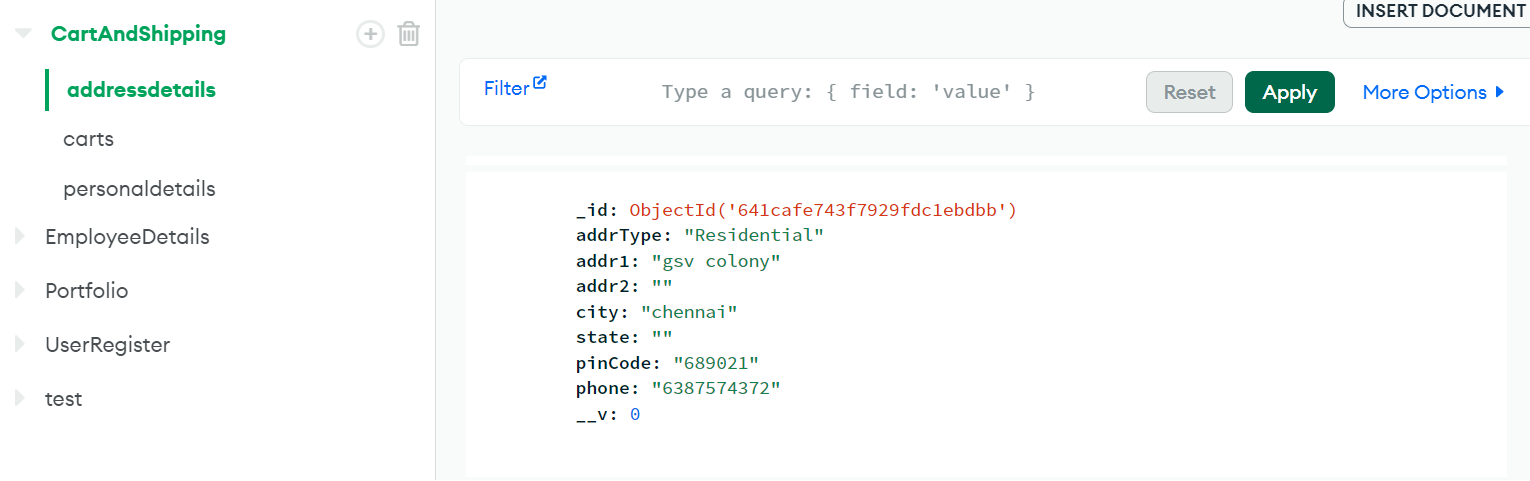 CartAndShipping
addressdetails
carts
personaldetails
EmployeeDetails
Portfolio
UserRegister
test
INSERT DOCUMENT
Filter
Type a query: { field: 'value' }
Reset
Apply
More Options
_id: ObjectId('641cafe743f7929fdc1ebdbb')
addrType: "Residential"
addr1: "gsv colony"
addr2: ""
city: "chennai"
state: ""
pinCode: "689021"
phone: "6387574372"
__v: 0